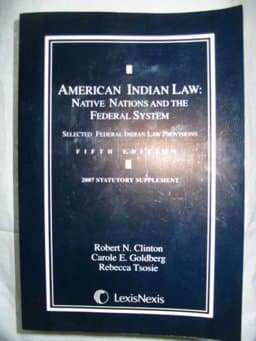 AMERICAN INDIAN LAW:
NATIVE NATIONS AND THE
FEDERAL SYSTEM
SELECTED FEDERAL INDIAN LAW PROVISIONS
FIFTH EDITION
2007 STATUTORY SUPPLEMENT
Robert N. Clinton
Carole E. Goldberg
Rebecca Tsosie
LexisNexis